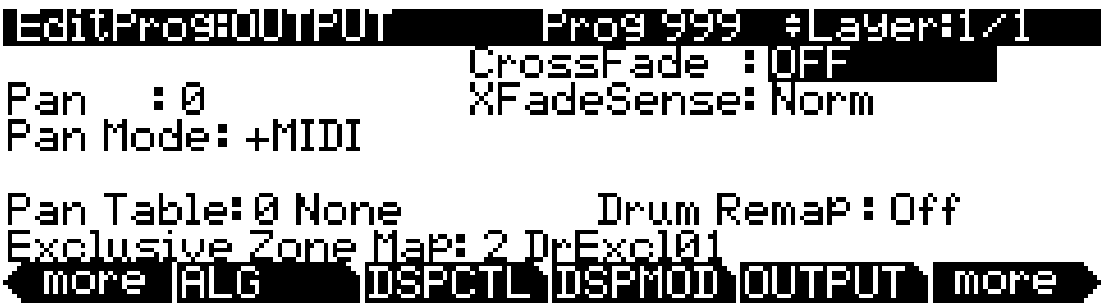 EditProg:OUTPUT Prog 999 ♦Layer:1/1
CrossFade :OFF
Pan :0 XFadeSense:Norm
Pan Mode:+MIDI
Pan Table:0 None Drum Remap:Off
Exclusive Zone Map: 2 DrExcl01
more ALG DSPCTL DSPMOD OUTPUT more